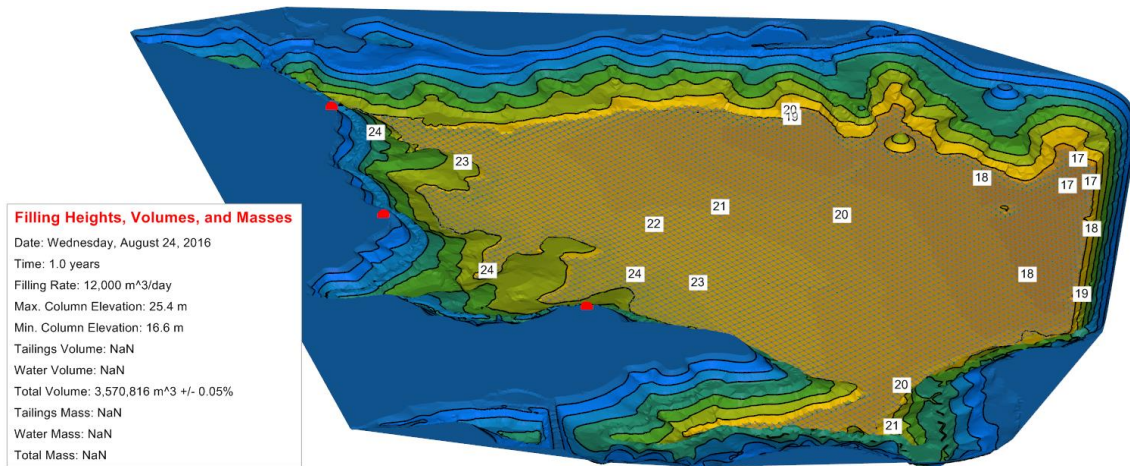 20
19
24
23
17
17
17
18
21
20
22
18
24
24
23
18
19
20
21
Filling Heights, Volumes, and Masses
Date: Wednesday, August 24, 2016
Time: 1.0 years
Filling Rate: 12,000 m^3/day
Max. Column Elevation: 25.4 m
Min. Column Elevation: 16.6 m
Tailings Volume: NaN
Water Volume: NaN
Total Volume: 3,570,816 m^3 +/- 0.05%
Tailings Mass: NaN
Water Mass: NaN
Total Mass: NaN